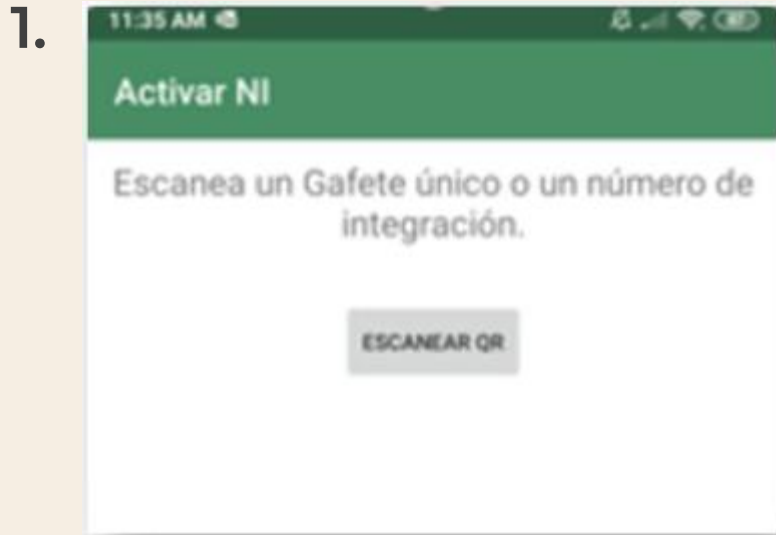 1.
11:35 AM
Activar NI
Escanea un Gafete único o un número de
integración.
ESCANEAR QR